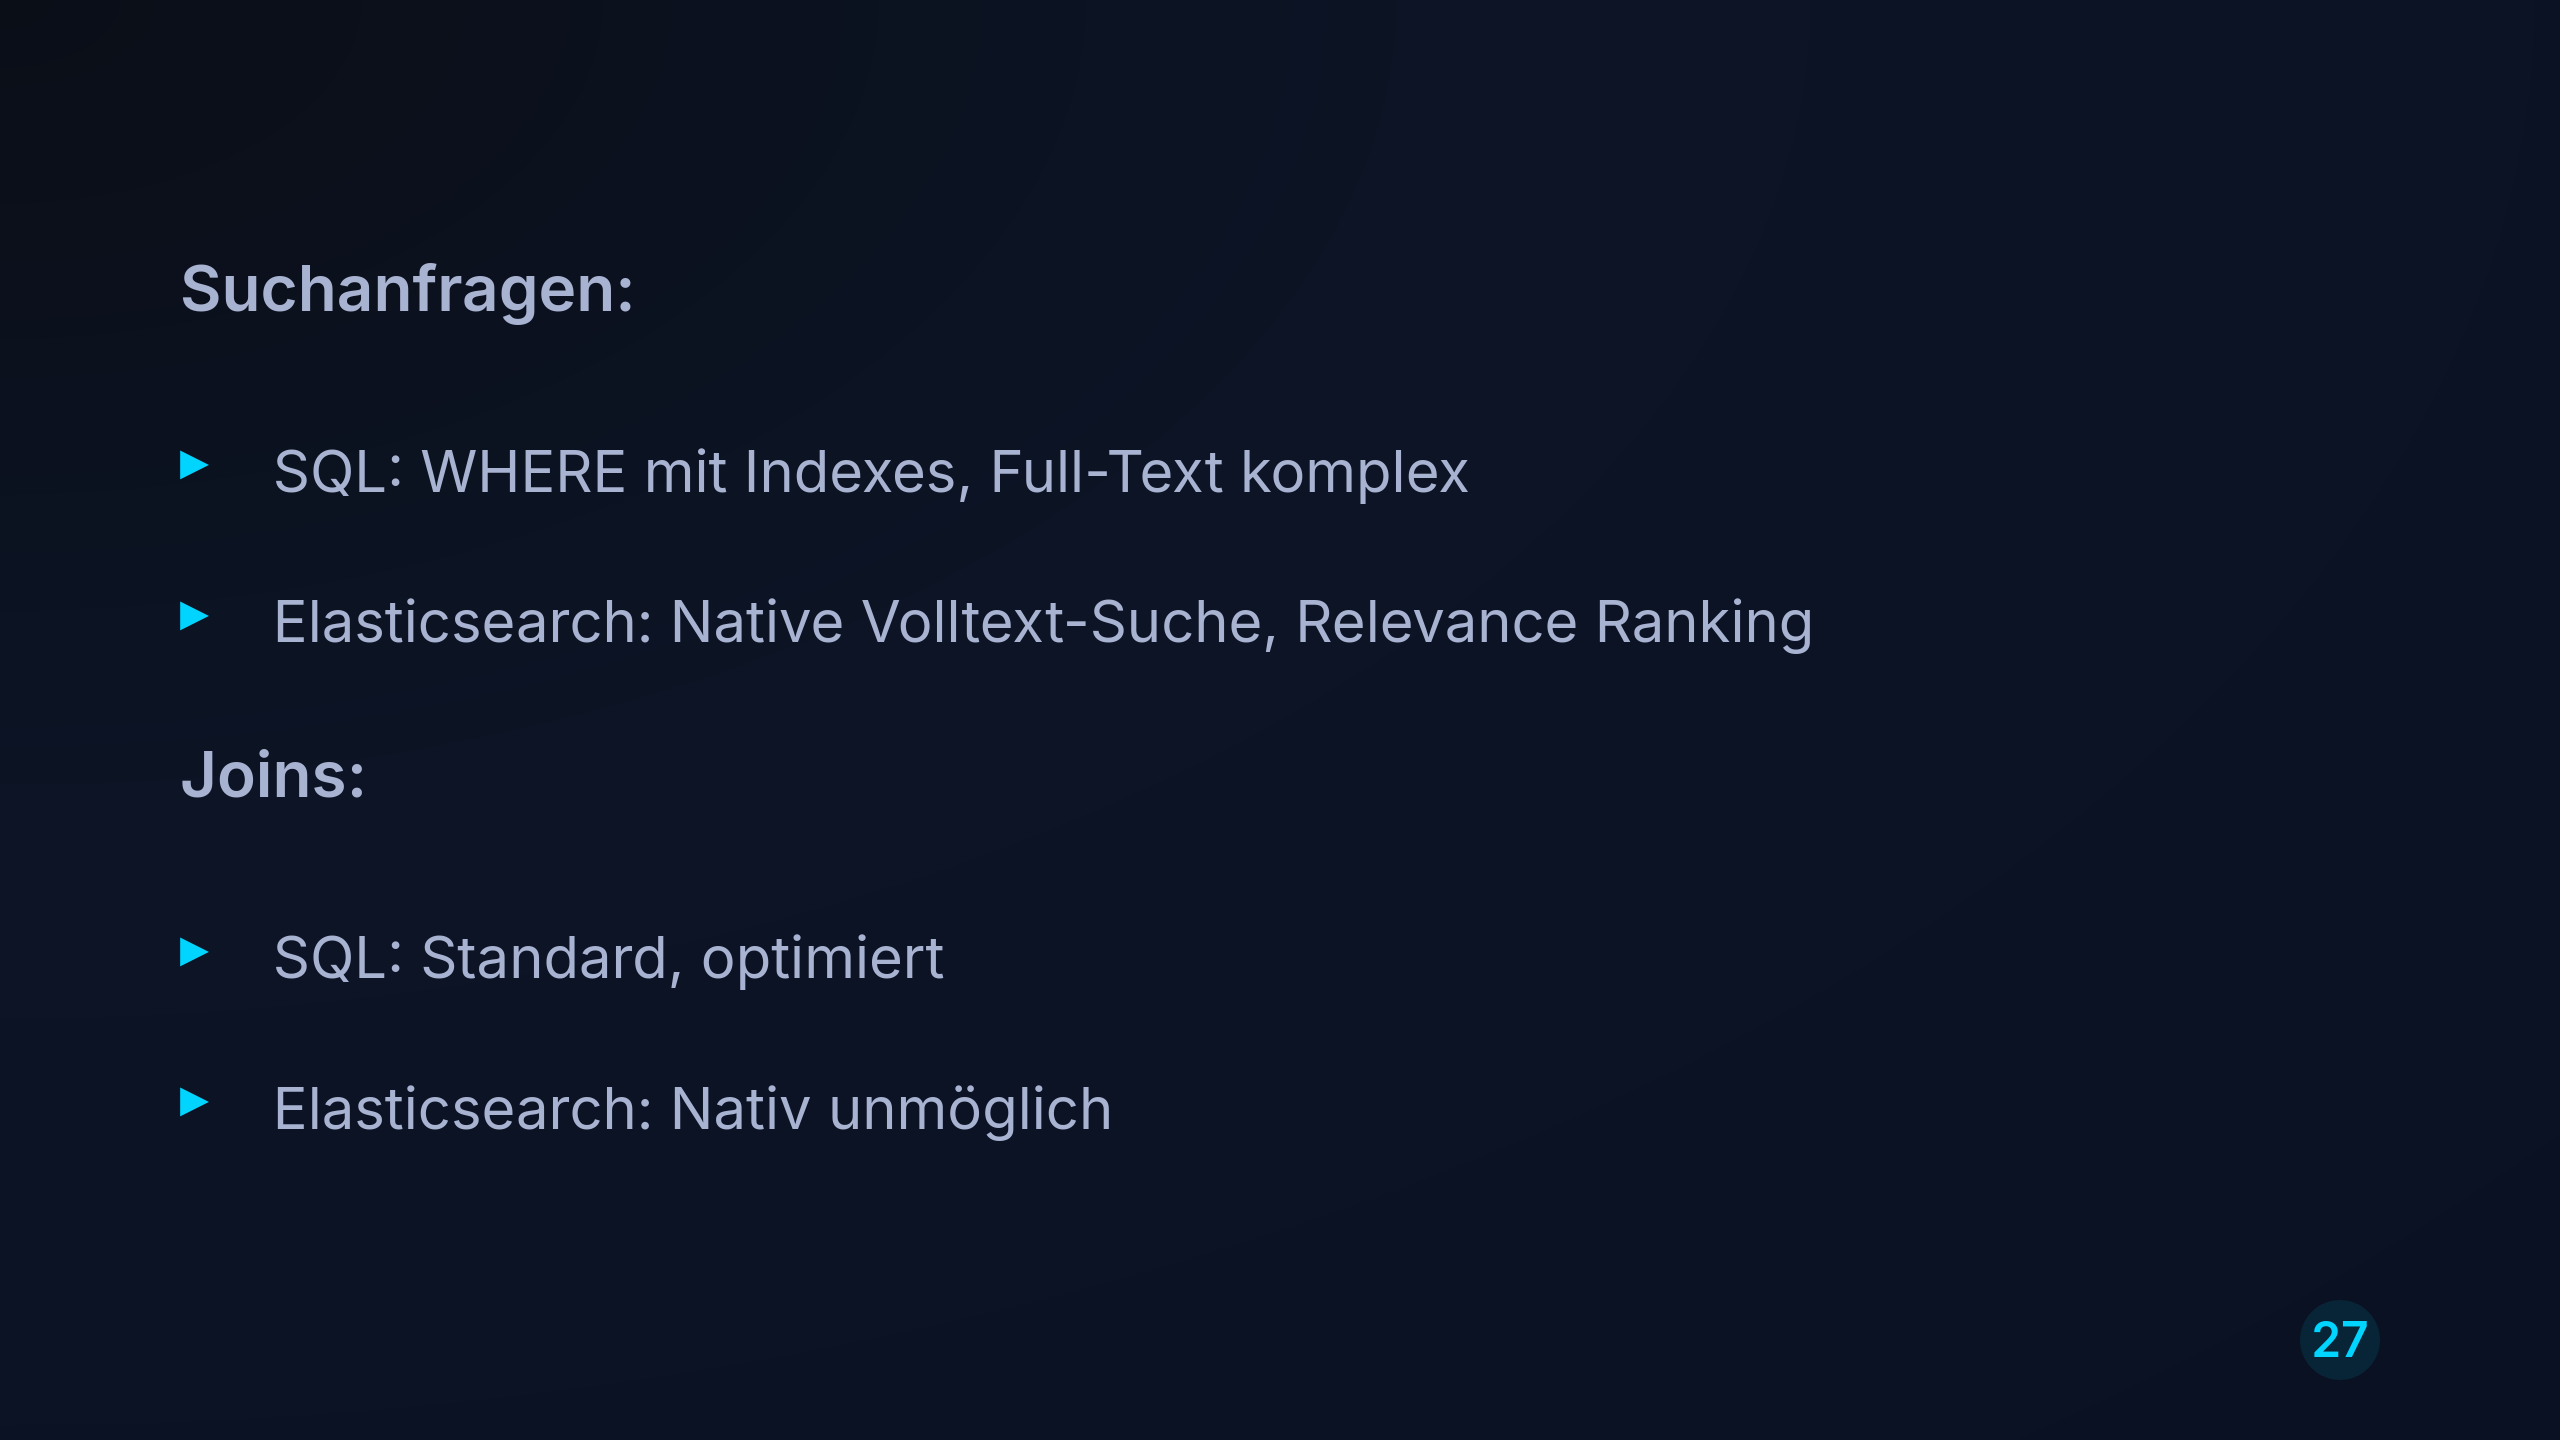 Suchanfragen:
SQL: WHERE mit Indexes, Full-Text komplex
Elasticsearch: Native Volltext-Suche, Relevance Ranking
Joins:
SQL: Standard, optimiert
Elasticsearch: Nativ unmöglich
27